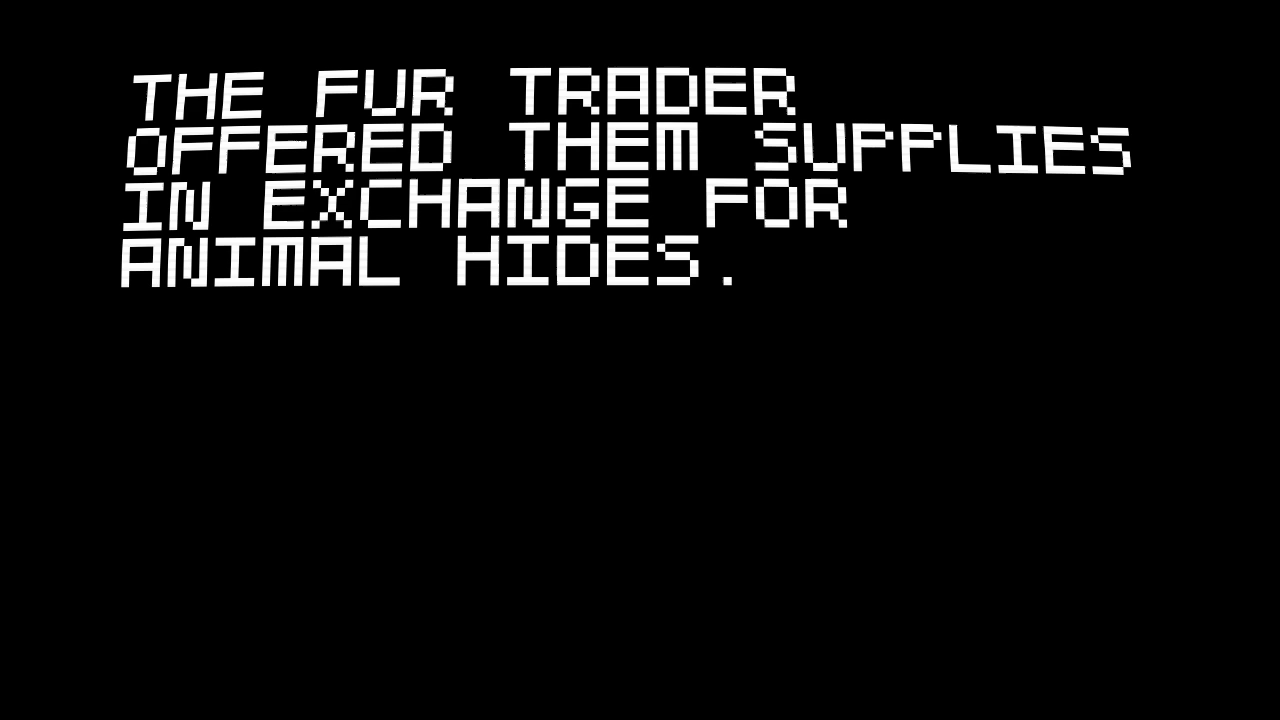 THE FUR TRADER
OFFERED THEM SUPPLIES
IN EXCHANGE FOR
ANIMAL HIDES.